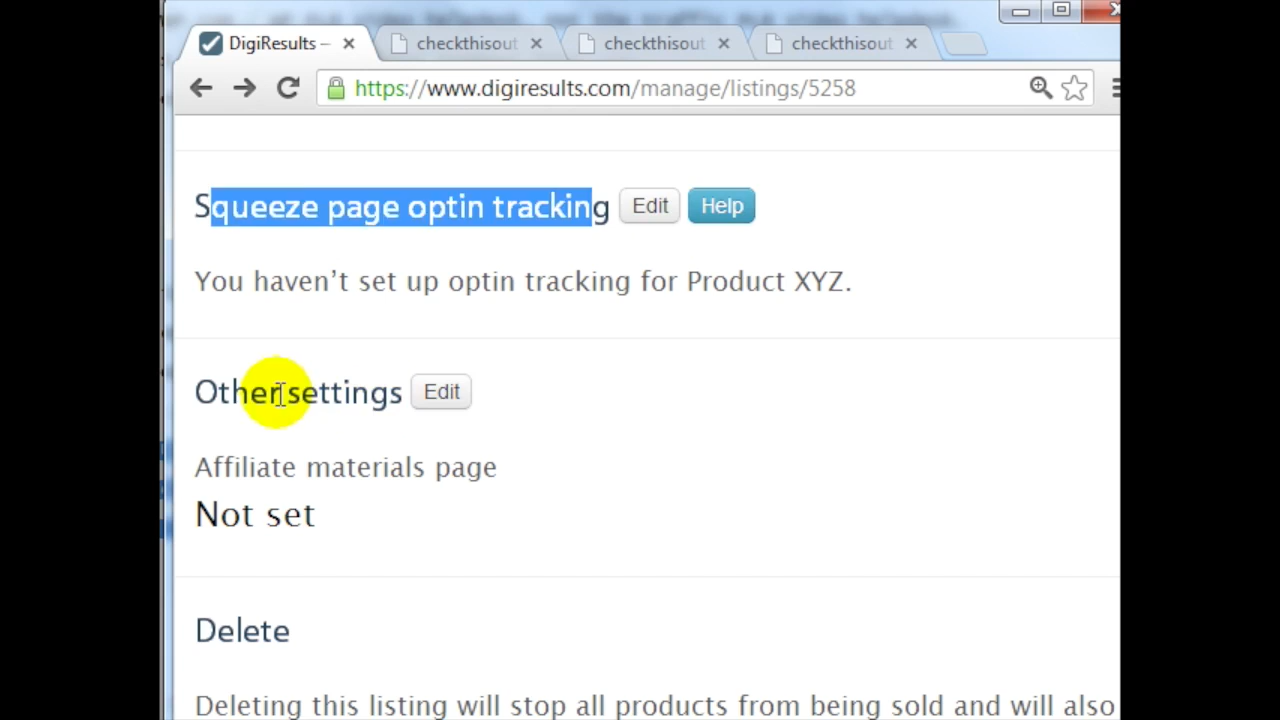 DigiResults –
checkthisout
checkthisout
checkthisout
https://www.digiresults.com/manage/listings/5258
Squeeze page optin tracking
Edit
Help
You haven’t set up optin tracking for Product XYZ.
Other settings
Edit
Affiliate materials page
Not set
Delete
Deleting this listing will stop all products from being sold and will also